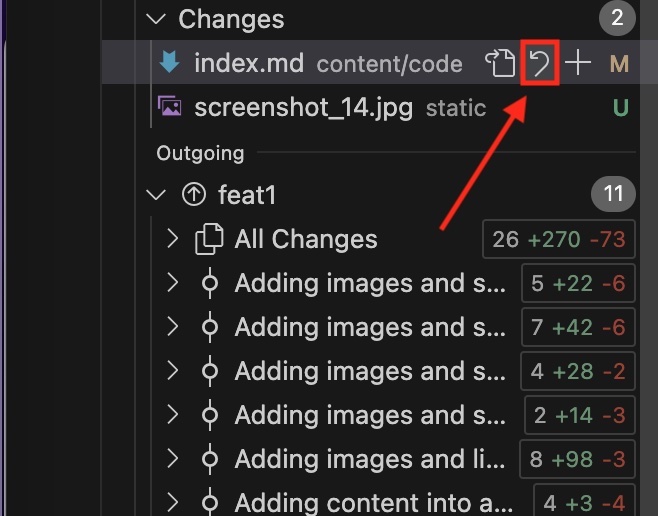 Changes 2
index.md content/code M
screenshot_14.jpg static U
Outgoing
feat1 11
All Changes 26 +270 -73
Adding images and s... 5 +22 -6
Adding images and s... 7 +42 -6
Adding images and s... 4 +28 -2
Adding images and s... 2 +14 -3
Adding images and li... 8 +98 -3
Adding content into a... 4 +3 -4